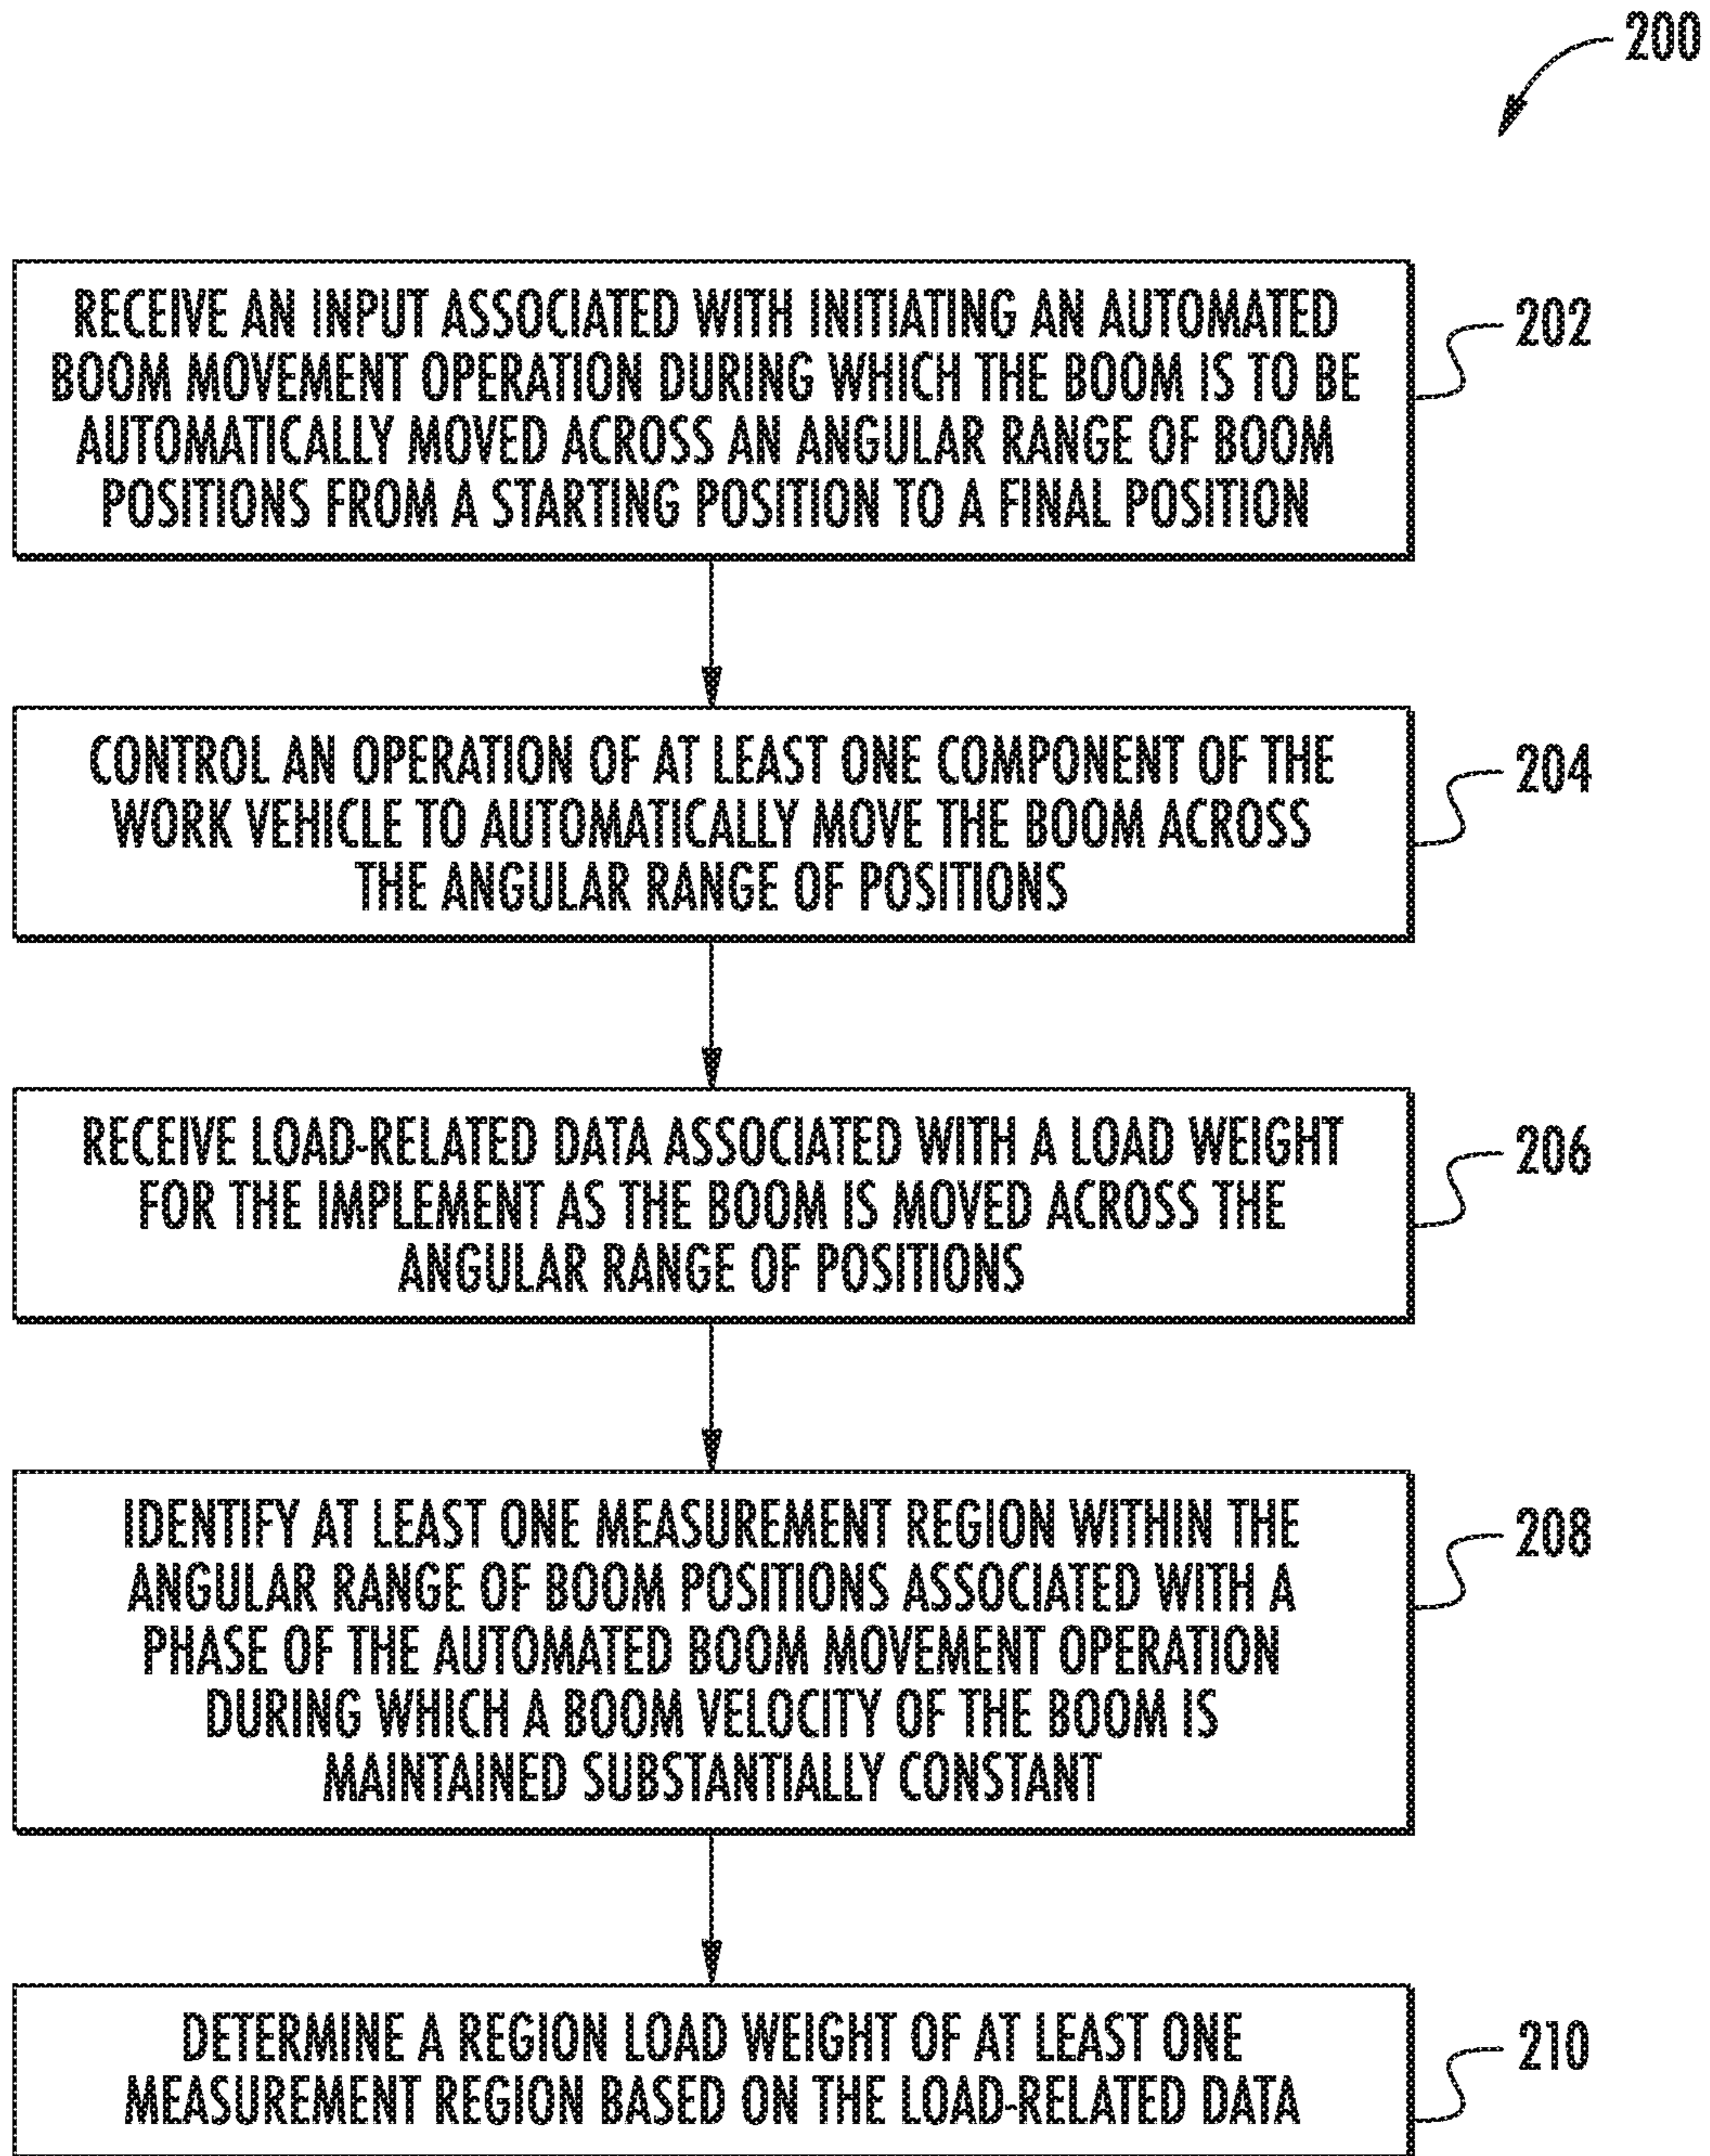 200
RECEIVE AN INPUT ASSOCIATED WITH INITIATING AN AUTOMATED
BOOM MOVEMENT OPERATION DURING WHICH THE BOOM IS TO BE
AUTOMATICALLY MOVED ACROSS AN ANGULAR RANGE OF BOOM
POSITIONS FROM A STARTING POSITION TO A FINAL POSITION
202
CONTROL AN OPERATION OF AT LEAST ONE COMPONENT OF THE
WORK VEHICLE TO AUTOMATICALLY MOVE THE BOOM ACROSS
THE ANGULAR RANGE OF POSITIONS
204
RECEIVE LOAD-RELATED DATA ASSOCIATED WITH A LOAD WEIGHT
FOR THE IMPLEMENT AS THE BOOM IS MOVED ACROSS THE
ANGULAR RANGE OF POSITIONS
206
IDENTIFY AT LEAST ONE MEASUREMENT REGION WITHIN THE
ANGULAR RANGE OF BOOM POSITIONS ASSOCIATED WITH A
PHASE OF THE AUTOMATED BOOM MOVEMENT OPERATION
DURING WHICH A BOOM VELOCITY OF THE BOOM IS
MAINTAINED SUBSTANTIALLY CONSTANT
208
DETERMINE A REGION LOAD WEIGHT OF AT LEAST ONE
MEASUREMENT REGION BASED ON THE LOAD-RELATED DATA
210